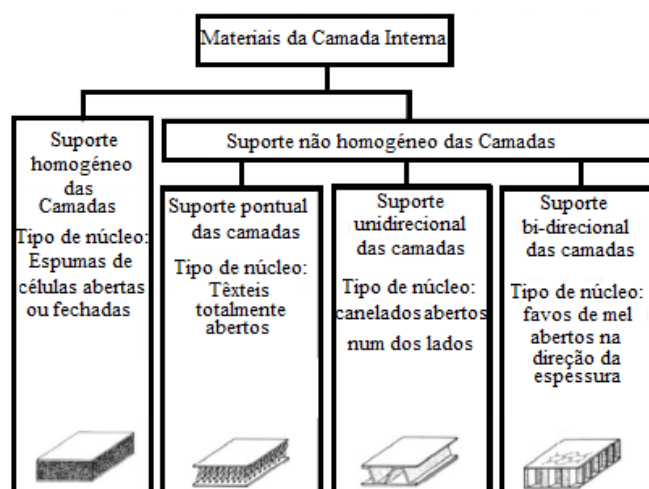 Materiais da Camada Interna
Suporte
homogéneo
das
Camadas
Tipo de núcleo:
Espumas de
células abertas
ou fechadas
Suporte não homogéneo das Camadas
Suporte pontual
das camadas
Tipo de núcleo:
Têxteis
totalmente
abertos
Suporte
unidirecional
das camadas
Tipo de núcleo:
canelados abertos
num dos lados
Suporte
bi-direcional
das camadas
Tipo de núcleo:
favos de mel
abertos na
direção da
espessura